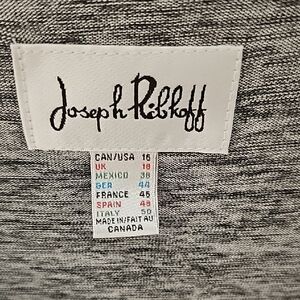 Joseph Ribkoff
CAN/USA 16
UK 18
MEXICO 38
GER 44
FRANCE 46
SPAIN 48
ITALY 50
MADE IN/FAIT AU
CANADA